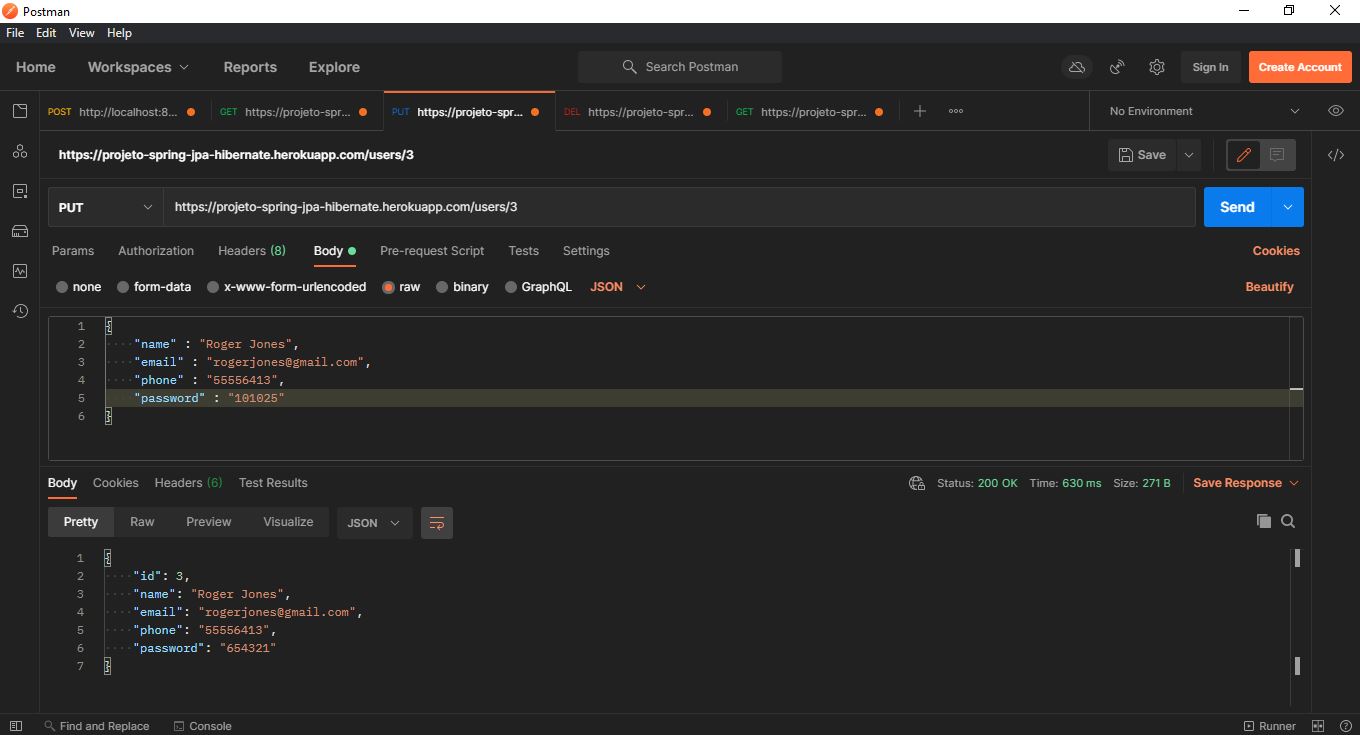 Postman
File Edit View Help
Home Workspaces Reports Explore Search Postman Sign In Create Account
POST http://localhost:8... GET https://projeto-spr... PUT https://projeto-spr... DEL https://projeto-spr... GET https://projeto-spr... No Environment
https://projeto-spring-jpa-hibernate.herokuapp.com/users/3 Save
PUT https://projeto-spring-jpa-hibernate.herokuapp.com/users/3 Send
Params Authorization Headers (8) Body Pre-request Script Tests Settings Cookies
none form-data x-www-form-urlencoded raw binary GraphQL JSON Beautify
1 {
2 "name" : "Roger Jones",
3 "email" : "rogerjones@gmail.com",
4 "phone" : "55556413",
5 "password" : "101025"
6 }
Body Cookies Headers (6) Test Results Status: 200 OK Time: 630 ms Size: 271 B Save Response
Pretty Raw Preview Visualize JSON
1 {
2 "id": 3,
3 "name": "Roger Jones",
4 "email": "rogerjones@gmail.com",
5 "phone": "55556413",
6 "password": "654321"
7 }
Find and Replace Console Runner